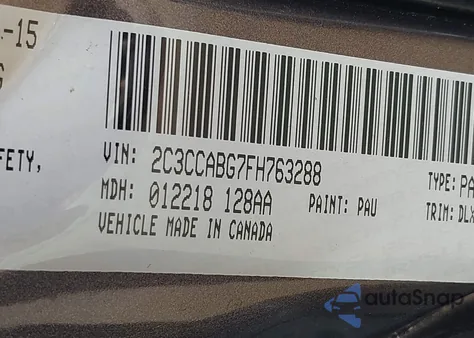 -15
G
FETY,
VIN: 2C3CCABG7FH763288
TYPE: PA
MDH: 012218 128AA PAINT: PAU TRIM: DLX
VEHICLE MADE IN CANADA
autoSnap